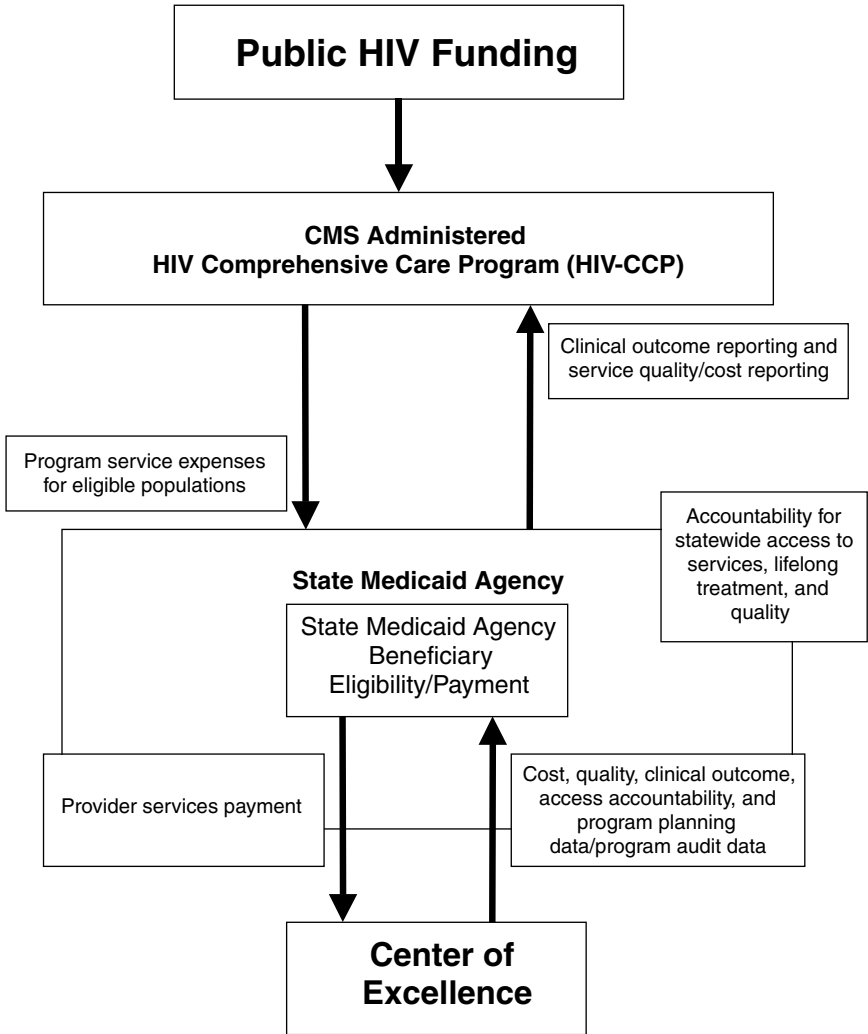 Public HIV Funding
CMS Administered
HIV Comprehensive Care Program (HIV-CCP)
Clinical outcome reporting and
service quality/cost reporting
Program service expenses
for eligible populations
Accountability for
statewide access to
services, lifelong
treatment, and
quality
State Medicaid Agency
State Medicaid Agency
Beneficiary
Eligibility/Payment
Provider services payment
Cost, quality, clinical outcome,
access accountability, and
program planning
data/program audit data
Center of
Excellence